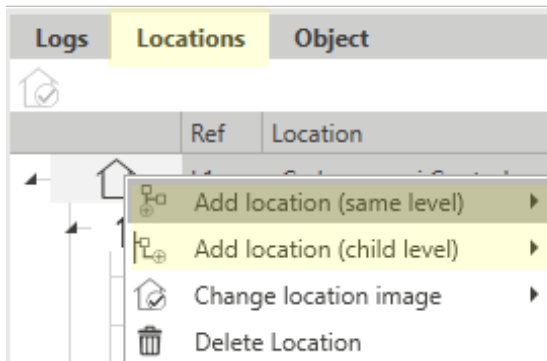 Logs Locations Object
Ref Location
Add location (same level)
Add location (child level)
Change location image
Delete Location